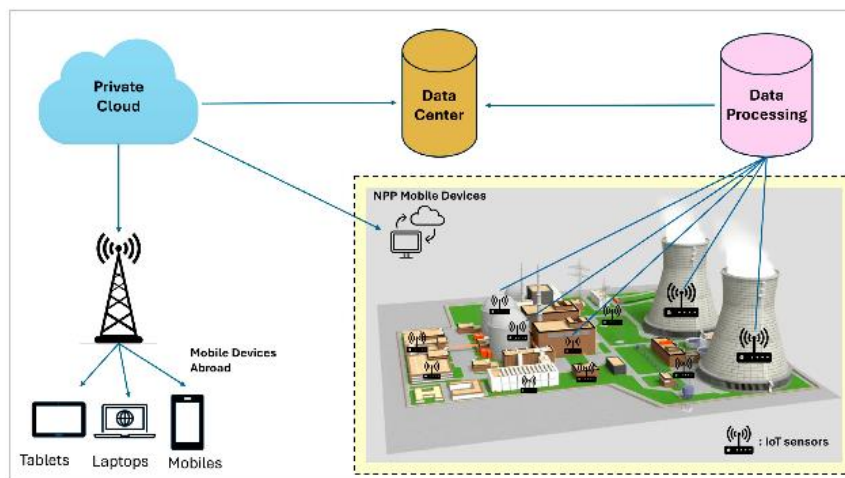 Private
Cloud
Data
Center
Data
Processing
NPP Mobile Devices
Mobile Devices
Abroad
Tablets
Laptops
Mobiles
: IoT sensors